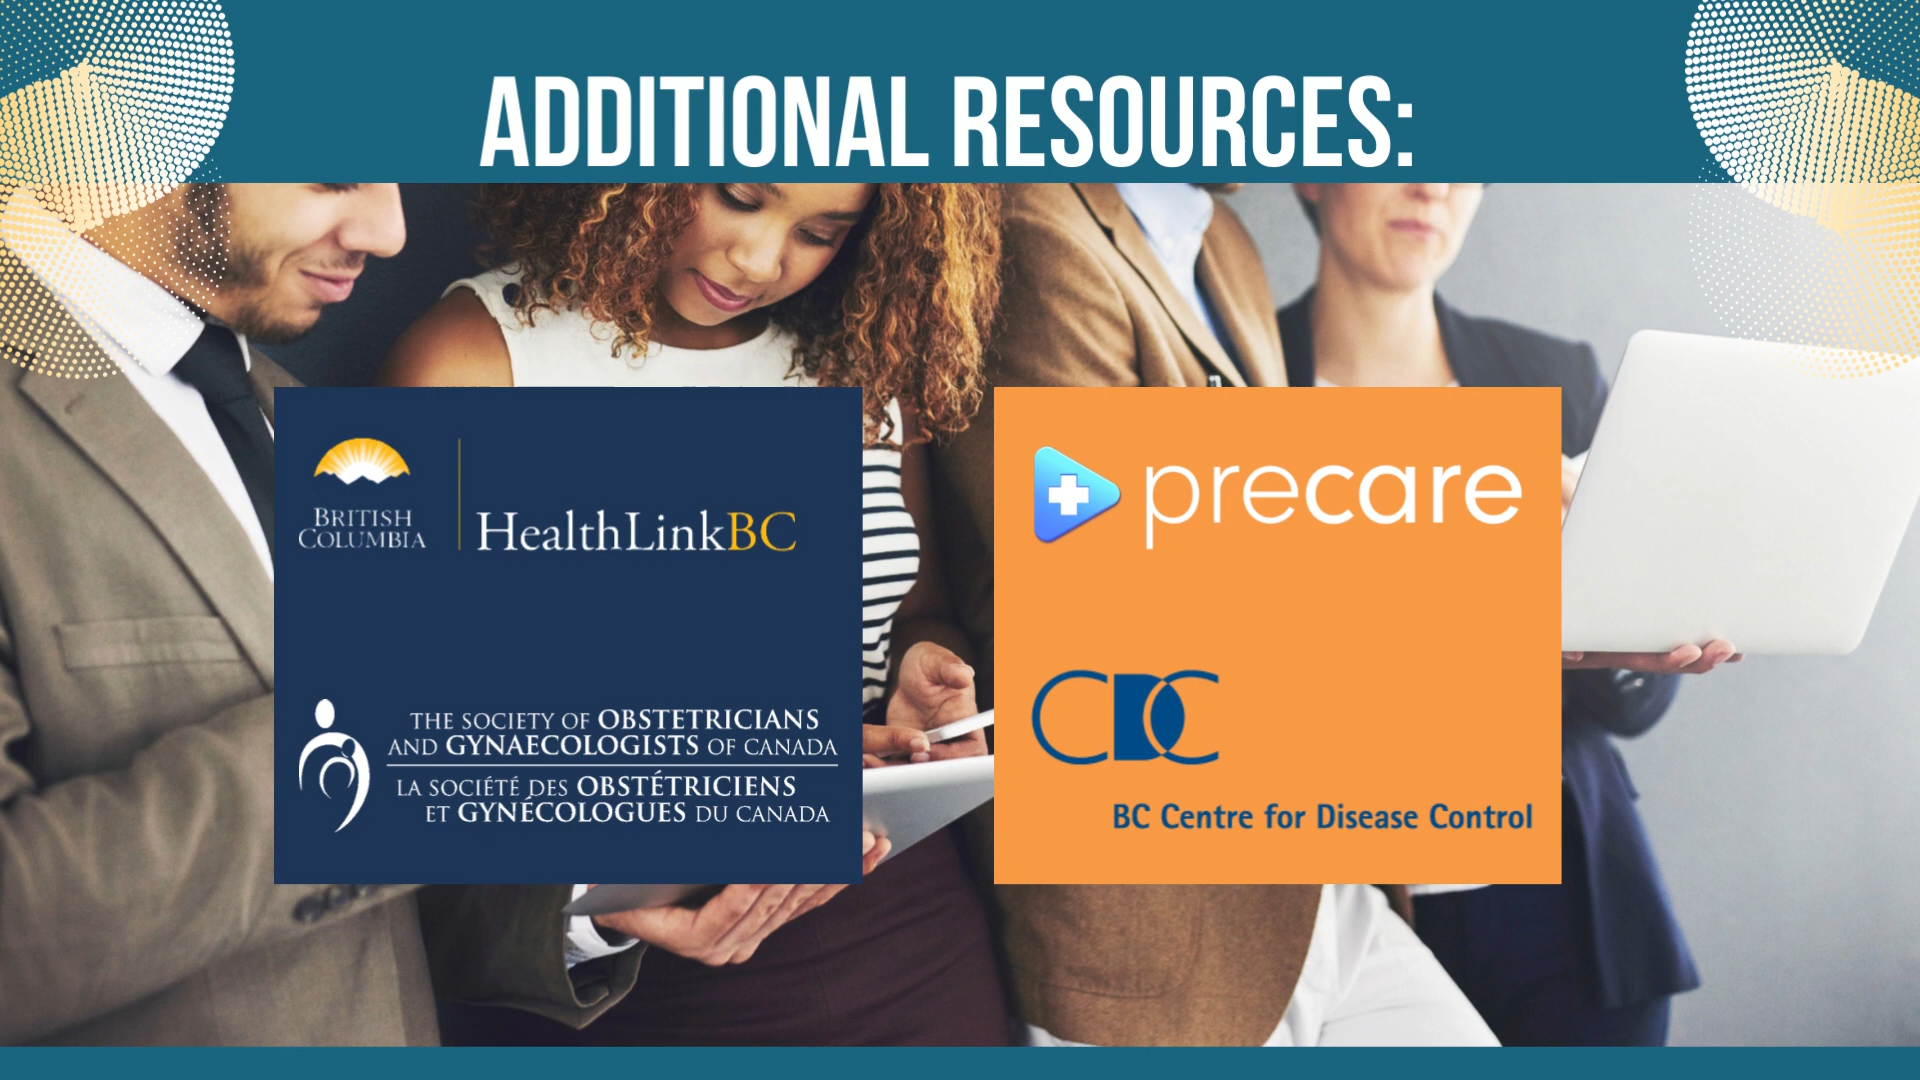 ADDITIONAL RESOURCES:
BRITISH
COLUMBIA
HealthLinkBC
THE SOCIETY OF OBSTETRICIANS
AND GYNAECOLOGISTS OF CANADA
LA SOCIÉTÉ DES OBSTÉTRICIENS
ET GYNÉCOLOGUES DU CANADA
precare
CDC
BC Centre for Disease Control